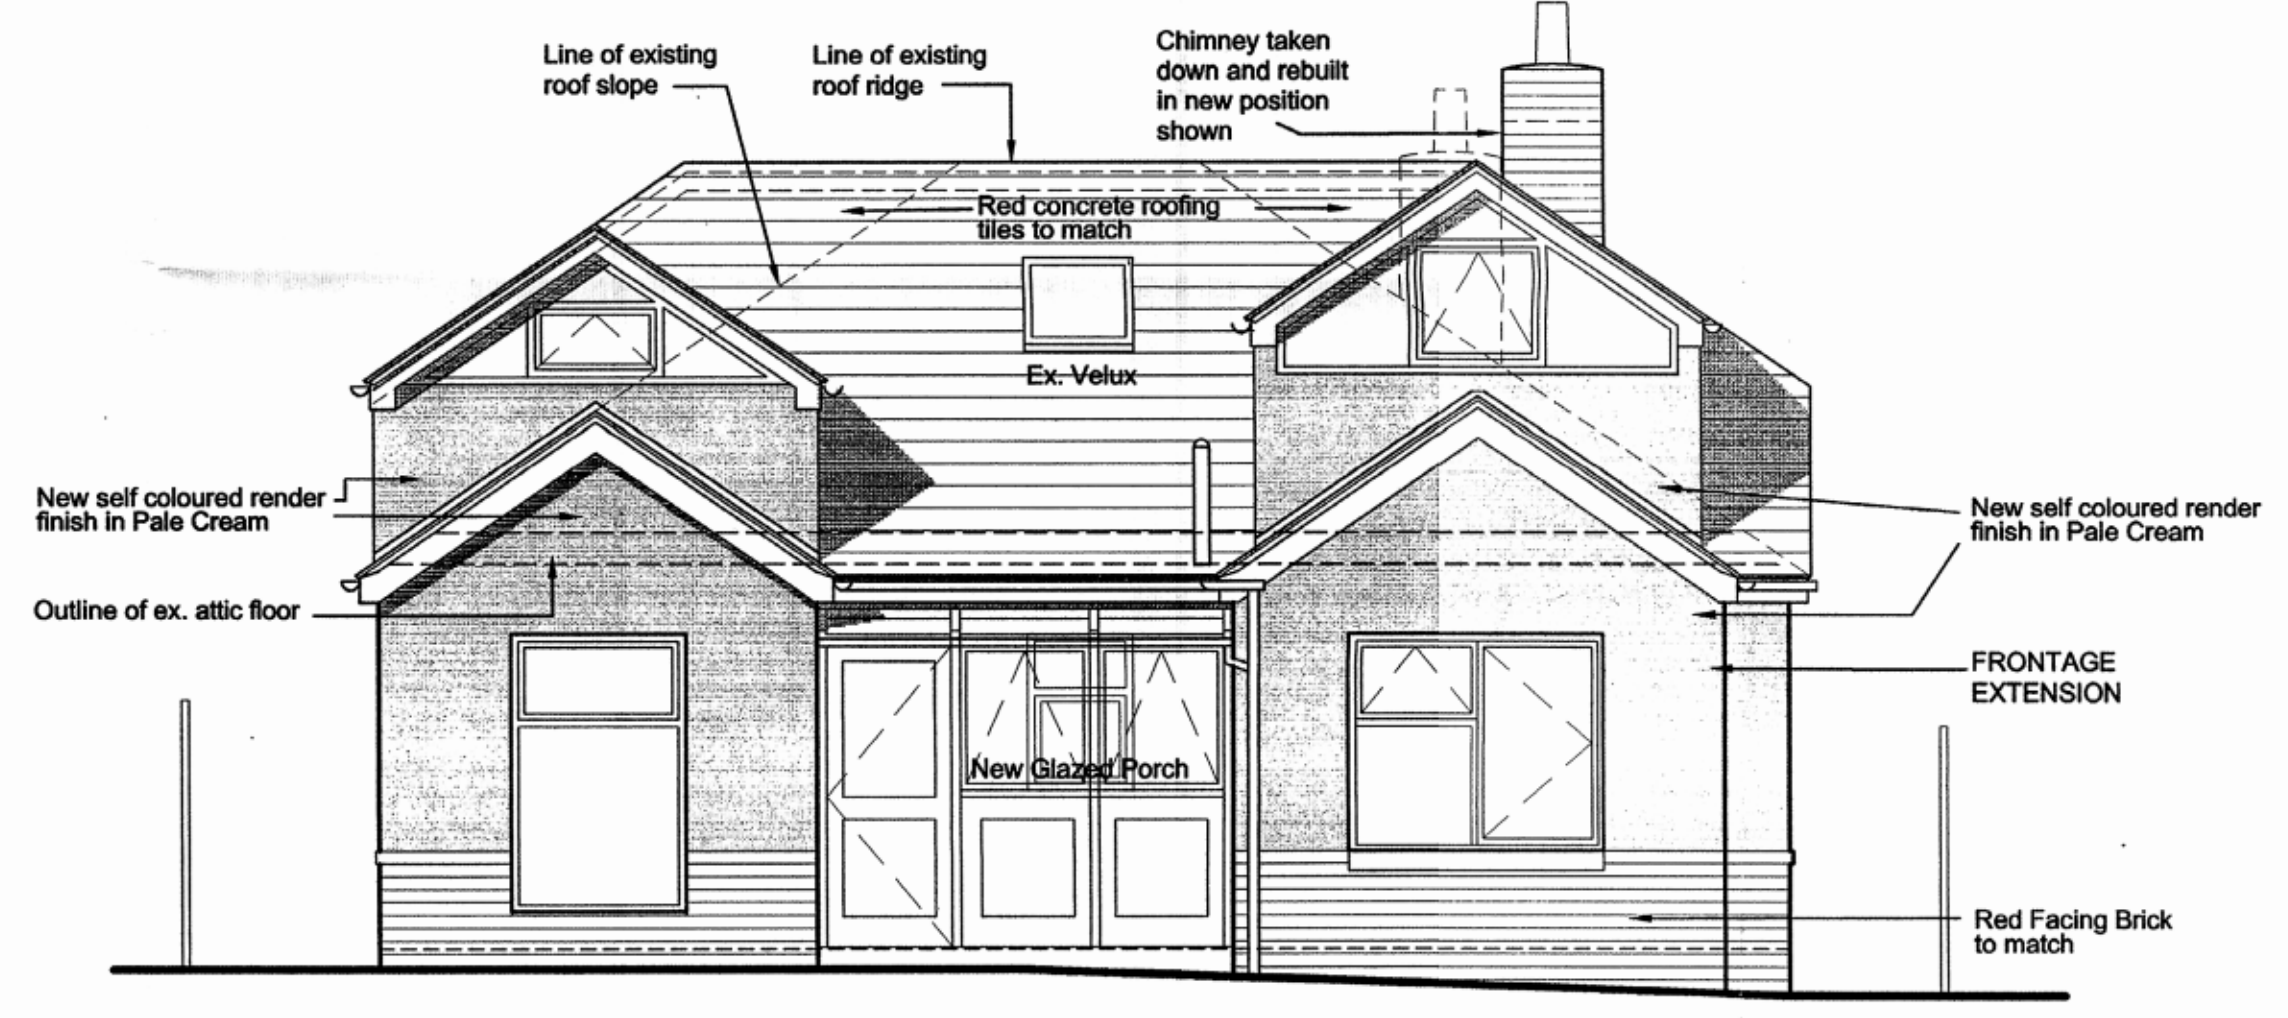 Line of existing
roof slope
Line of existing
roof ridge
Chimney taken
down and rebuilt
in new position
shown
Red concrete roofing
tiles to match
Ex. Velux
New self coloured render
finish in Pale Cream
New self coloured render
finish in Pale Cream
Outline of ex. attic floor
FRONTAGE
EXTENSION
New Glazed Porch
Red Facing Brick
to match